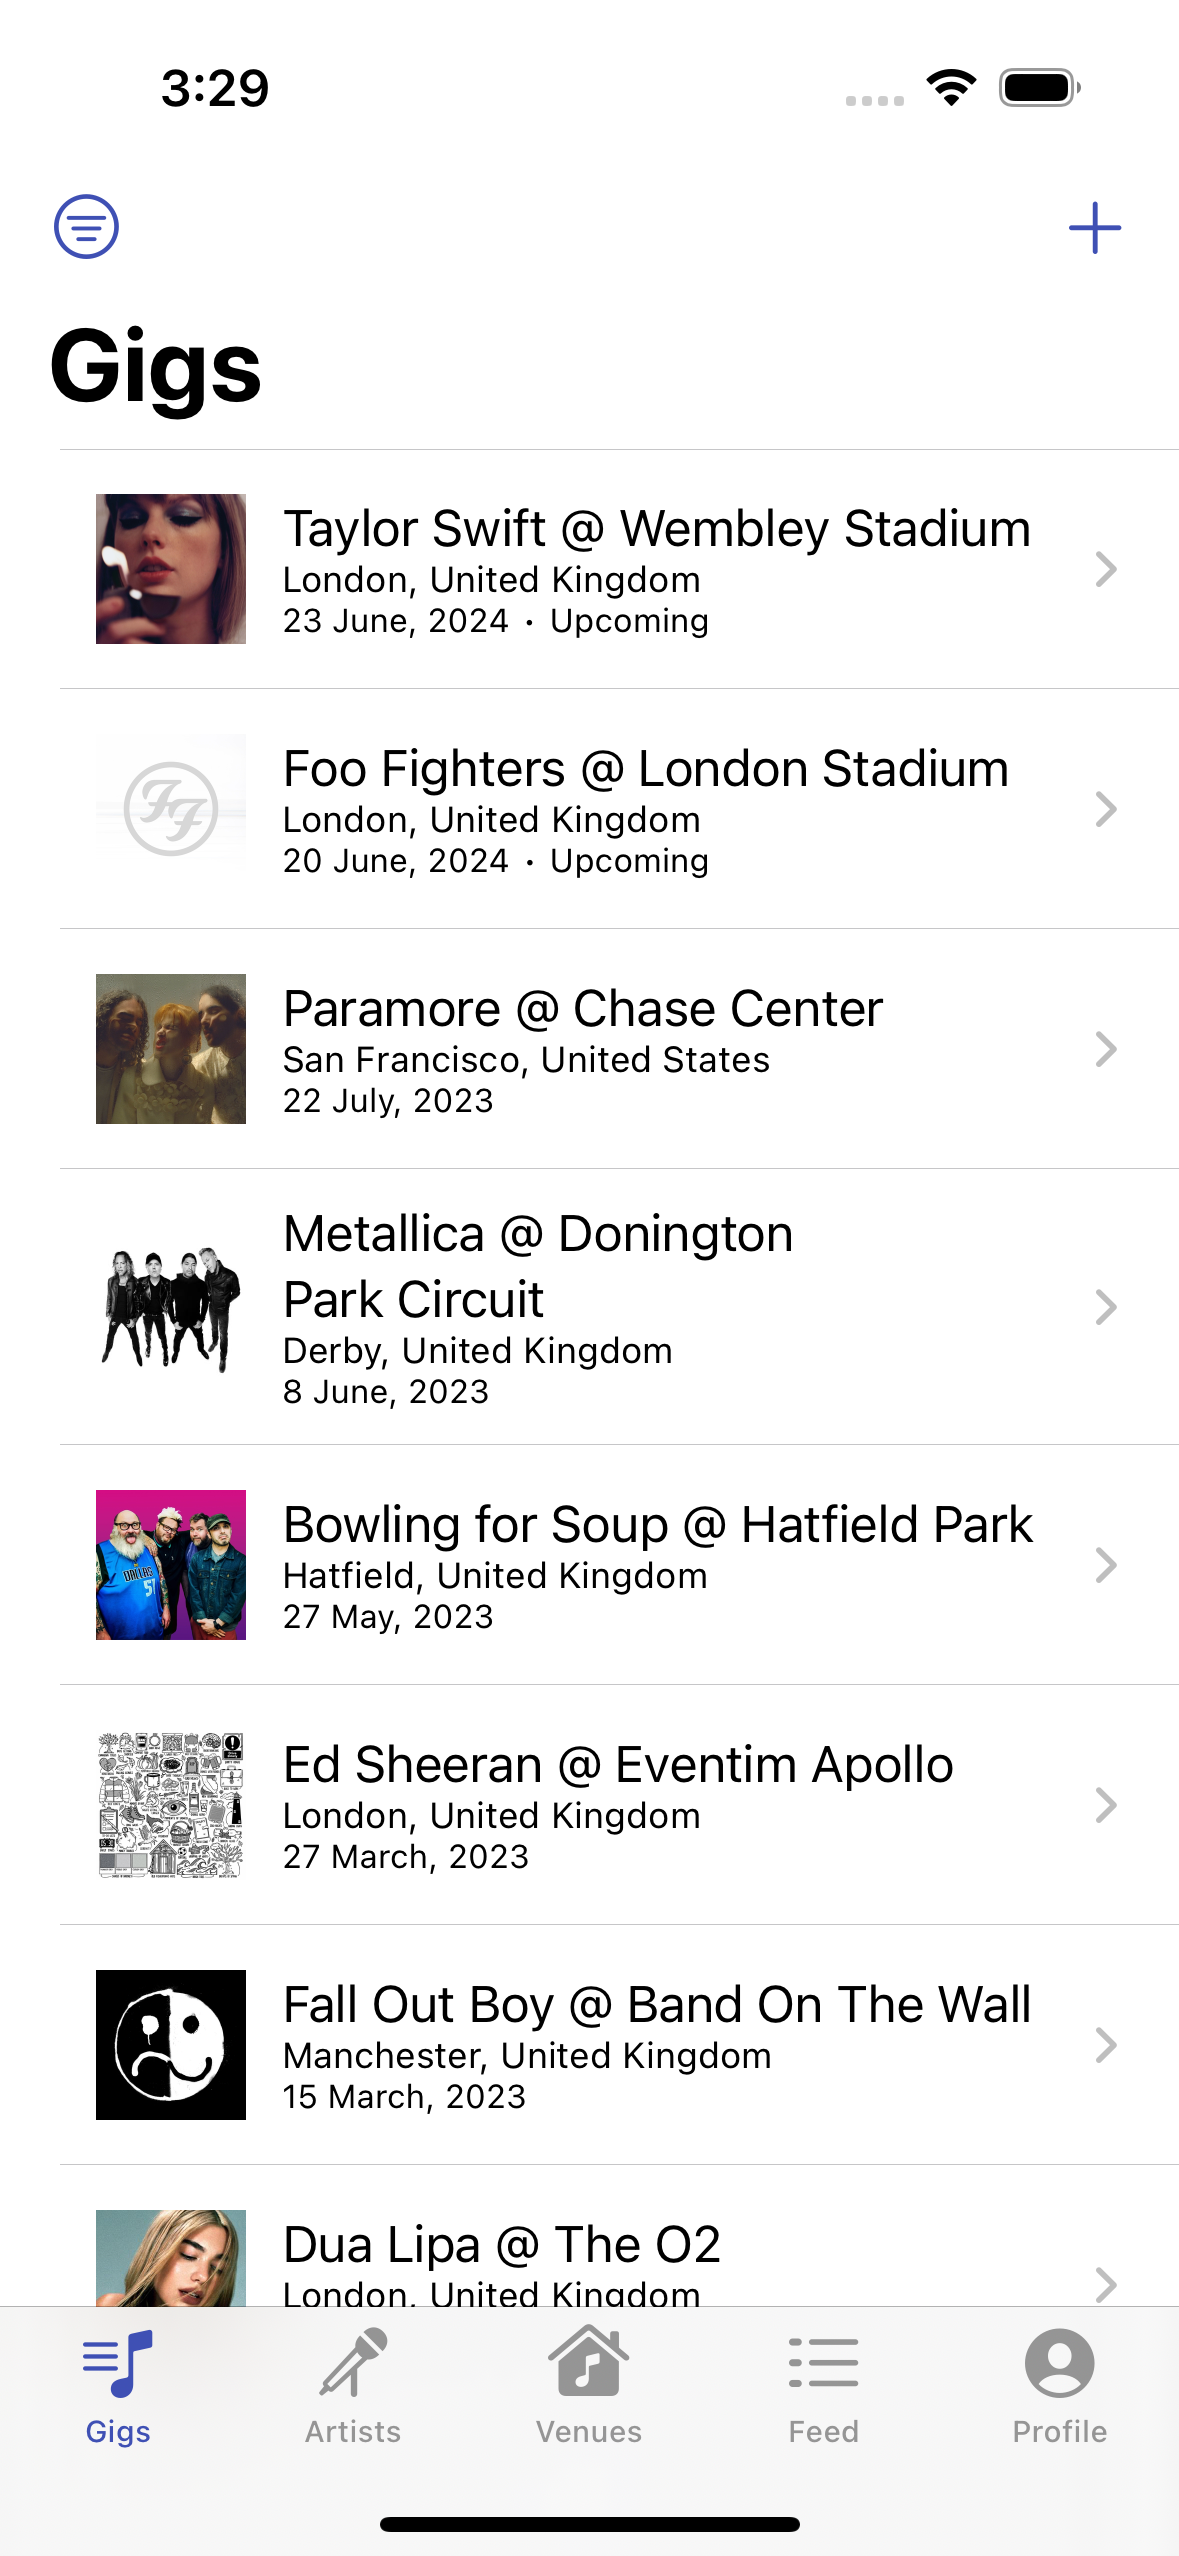 3:29
Gigs
Taylor Swift @ Wembley Stadium
London, United Kingdom
23 June, 2024 • Upcoming
FF
Foo Fighters @ London Stadium
London, United Kingdom
20 June, 2024 • Upcoming
Paramore @ Chase Center
San Francisco, United States
22 July, 2023
Metallica @ Donington
Park Circuit
Derby, United Kingdom
8 June, 2023
DALLAS
Bowling for Soup @ Hatfield Park
Hatfield, United Kingdom
27 May, 2023
Ed Sheeran @ Eventim Apollo
London, United Kingdom
27 March, 2023
Fall Out Boy @ Band On The Wall
Manchester, United Kingdom
15 March, 2023
Dua Lipa @ The O2
London, United Kingdom
Gigs
Artists
Venues
Feed
Profile